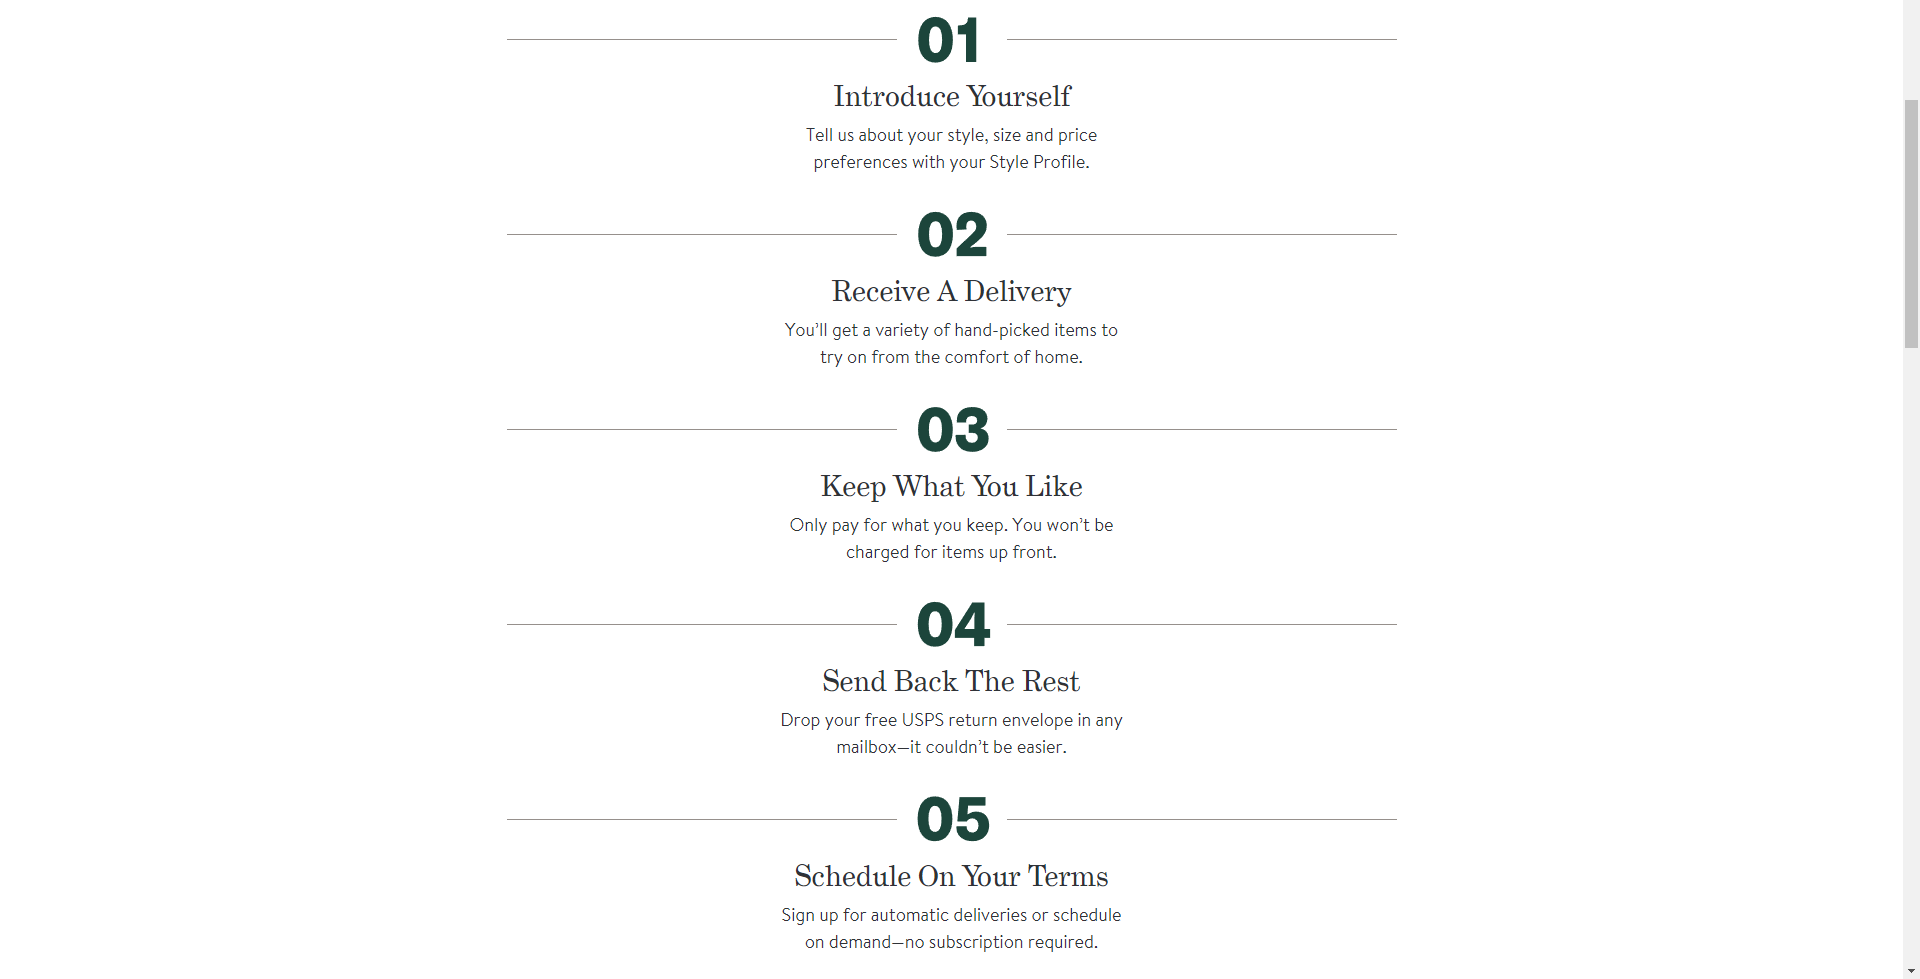 01
Introduce Yourself
Tell us about your style, size and price
preferences with your Style Profile.
02
Receive A Delivery
You’ll get a variety of hand-picked items to
try on from the comfort of home.
03
Keep What You Like
Only pay for what you keep. You won’t be
charged for items up front.
04
Send Back The Rest
Drop your free USPS return envelope in any
mailbox—it couldn’t be easier.
05
Schedule On Your Terms
Sign up for automatic deliveries or schedule
on demand—no subscription required.